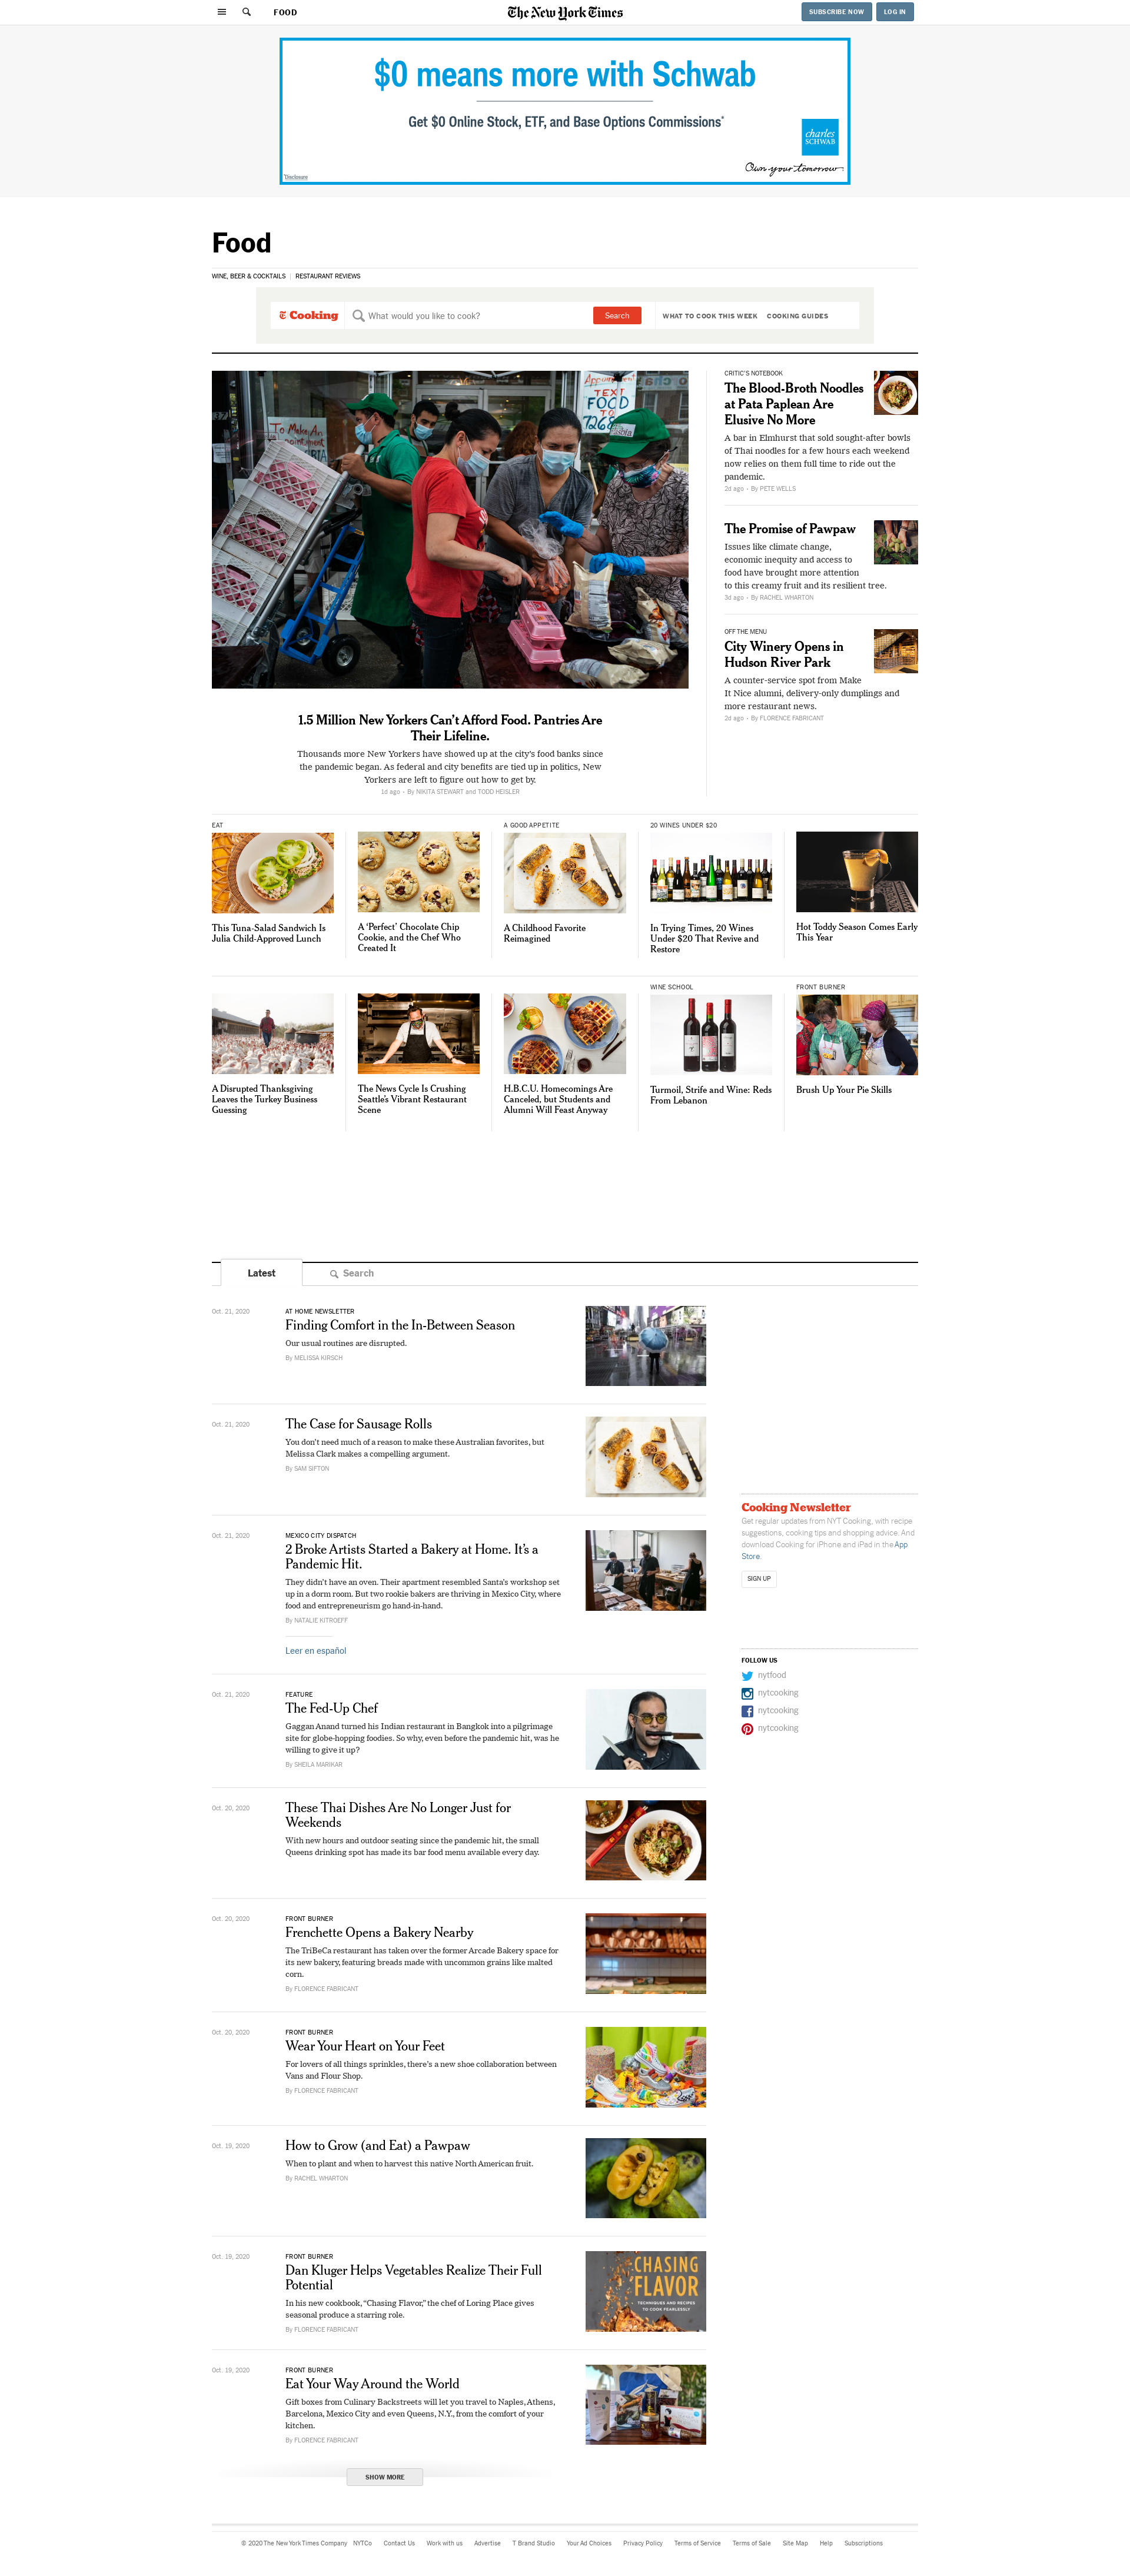 FOOD
The New York Times
SUBSCRIBE NOW
LOG IN
$0 means more with Schwab
Get $0 Online Stock, ETF, and Base Options Commissions*
charles
SCHWAB
Own your tomorrow
Disclosure
Food
WINE, BEER & COCKTAILS
RESTAURANT REVIEWS
Cooking
What would you like to cook?
Search
WHAT TO COOK THIS WEEK
COOKING GUIDES
TEXT
FOOD
TO
1.5 Million New Yorkers Can't Afford Food. Pantries Are
Their Lifeline.
Thousands more New Yorkers have showed up at the city's food banks since
the pandemic began. As federal and city benefits are tied up in politics, New
Yorkers are left to figure out how to get by.
1d ago • By NIKITA STEWART and TODD HEISLER
CRITIC'S NOTEBOOK
The Blood-Broth Noodles
at Pata Paplean Are
Elusive No More
A bar in Elmhurst that sold sought-after bowls
of Thai noodles for a few hours each weekend
now relies on them full time to ride out the
pandemic.
2d ago • By PETE WELLS
The Promise of Pawpaw
Issues like climate change,
economic inequity and access to
food have brought more attention
to this creamy fruit and its resilient tree.
3d ago • By RACHEL WHARTON
OFF THE MENU
City Winery Opens in
Hudson River Park
A counter-service spot from Make
It Nice alumni, delivery-only dumplings and
more restaurant news.
2d ago • By FLORENCE FABRICANT
EAT
This Tuna-Salad Sandwich Is
Julia Child-Approved Lunch
A 'Perfect' Chocolate Chip
Cookie, and the Chef Who
Created It
A GOOD APPETITE
A Childhood Favorite
Reimagined
20 WINES UNDER $20
In Trying Times, 20 Wines
Under $20 That Revive and
Restore
Hot Toddy Season Comes Early
This Year
A Disrupted Thanksgiving
Leaves the Turkey Business
Guessing
The News Cycle Is Crushing
Seattle's Vibrant Restaurant
Scene
H.B.C.U. Homecomings Are
Canceled, but Students and
Alumni Will Feast Anyway
WINE SCHOOL
Turmoil, Strife and Wine: Reds
From Lebanon
FRONT BURNER
Brush Up Your Pie Skills
Latest
Search
Oct. 21, 2020
AT HOME NEWSLETTER
Finding Comfort in the In-Between Season
Our usual routines are disrupted.
By MELISSA KIRSCH
Oct. 21, 2020
The Case for Sausage Rolls
You don't need much of a reason to make these Australian favorites, but
Melissa Clark makes a compelling argument.
By SAM SIFTON
Oct. 21, 2020
MEXICO CITY DISPATCH
2 Broke Artists Started a Bakery at Home. It's a
Pandemic Hit.
They didn't have an oven. Their apartment resembled Santa's workshop set
up in a dorm room. But two rookie bakers are thriving in Mexico City, where
food and entrepreneurism go hand-in-hand.
By NATALIE KITROEFF
Leer en español
Oct. 21, 2020
FEATURE
The Fed-Up Chef
Gaggan Anand turned his Indian restaurant in Bangkok into a pilgrimage
site for globe-hopping foodies. So why, even before the pandemic hit, was he
willing to give it up?
By SHEILA MARIKAR
Oct. 20, 2020
These Thai Dishes Are No Longer Just for
Weekends
With new hours and outdoor seating since the pandemic hit, the small
Queens drinking spot has made its bar food menu available every day.
Oct. 20, 2020
FRONT BURNER
Frenchette Opens a Bakery Nearby
The TriBeCa restaurant has taken over the former Arcade Bakery space for
its new bakery, featuring breads made with uncommon grains like malted
corn.
By FLORENCE FABRICANT
Oct. 20, 2020
FRONT BURNER
Wear Your Heart on Your Feet
For lovers of all things sprinkles, there's a new shoe collaboration between
Vans and Flour Shop.
By FLORENCE FABRICANT
Oct. 19, 2020
How to Grow (and Eat) a Pawpaw
When to plant and when to harvest this native North American fruit.
By RACHEL WHARTON
Oct. 19, 2020
FRONT BURNER
Dan Kluger Helps Vegetables Realize Their Full
Potential
In his new cookbook, "Chasing Flavor," the chef of Loring Place gives
seasonal produce a starring role.
By FLORENCE FABRICANT
CHASING
FLAVOR
TECHNIQUES AND RECIPES
TO COOK FEARLESSLY
Oct. 19, 2020
FRONT BURNER
Eat Your Way Around the World
Gift boxes from Culinary Backstreets will let you travel to Naples, Athens,
Barcelona, Mexico City and even Queens, N.Y., from the comfort of your
kitchen.
By FLORENCE FABRICANT
SHOW MORE
Cooking Newsletter
Get regular updates from NYT Cooking, with recipe
suggestions, cooking tips and shopping advice. And
download Cooking for iPhone and iPad in the App
Store.
SIGN UP
FOLLOW US
nytfood
nytcooking
nytcooking
nytcooking
© 2020 The New York Times Company NYTCo Contact Us Work with us Advertise T Brand Studio Your Ad Choices Privacy Policy Terms of Service Terms of Sale Site Map Help Subscriptions